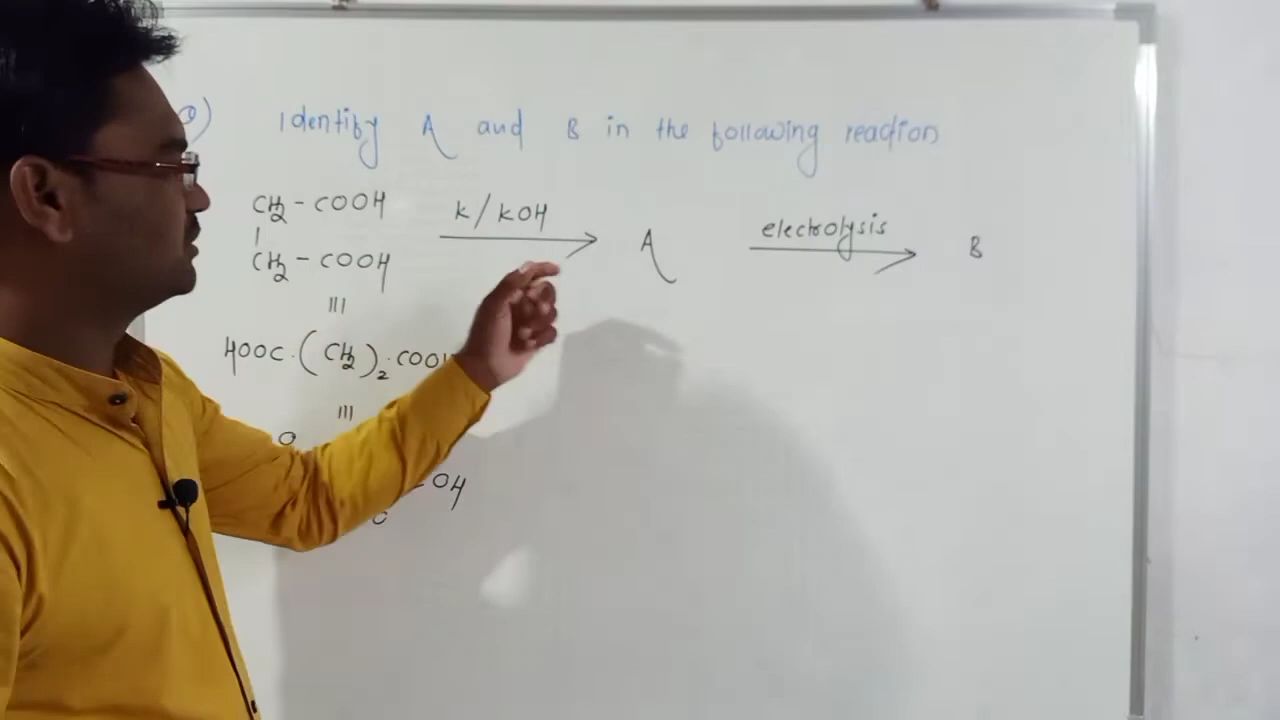 Q) Identify A and B in the following reaction
CH2 - COOH K/KOH A electrolysis B
|
CH2 - COOH
|||
HOOC.(CH2)2.COOH
|||
O
OH
O